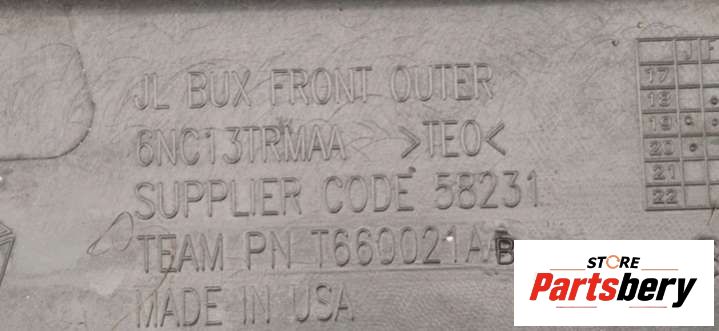 JL BUX FRONT OUTER
6NC13TRMAA >TEO<
SUPPLIER CODE 58231
TEAM PN T660021AB
MADE IN USA
J F
17
18
19
20
21
22
STORE
Partsbery